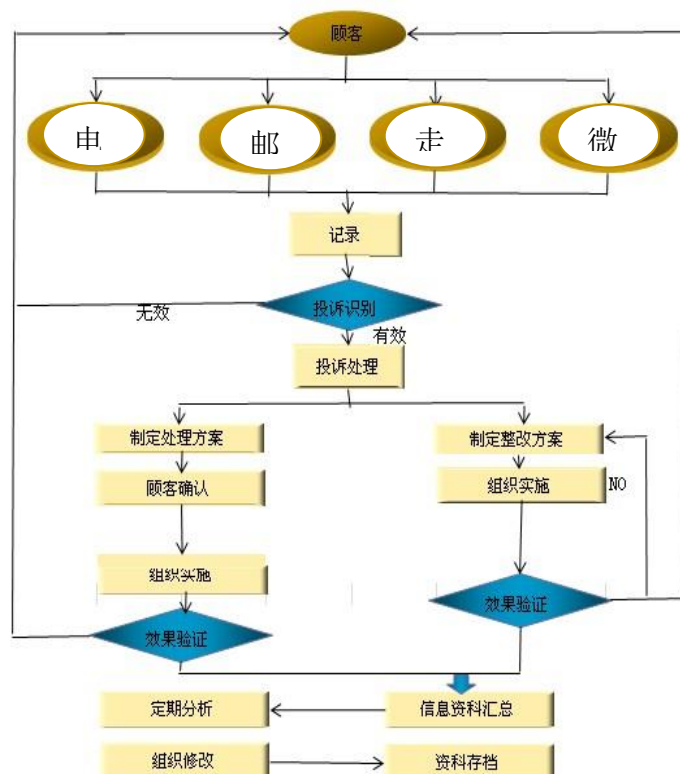 顾客
邮
走
微
记录
无效
投诉识别
有效
投诉处理
制定处理方案
制定整改方案
顾客确认
组织实施
NO
组织实施
效果验证
效果验证
定期分析
信息资料汇总
组织修改
资料存档